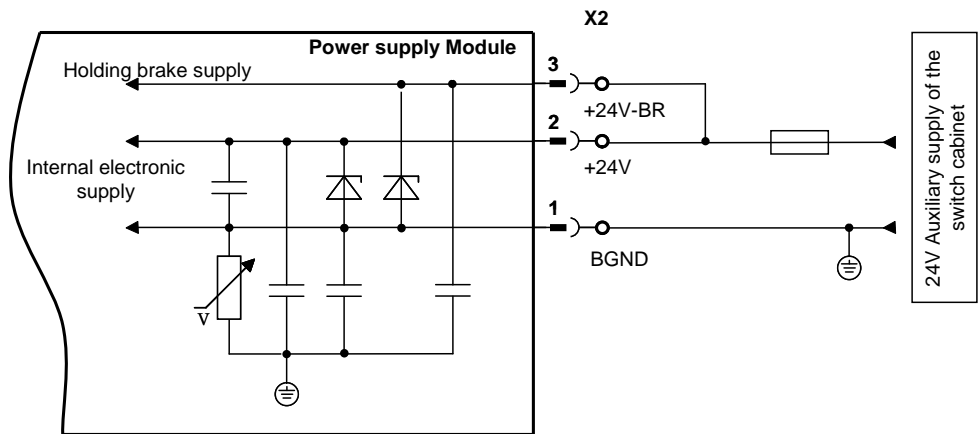 X2
Power supply Module
Holding brake supply
3
+24V-BR
2
+24V
Internal electronic
supply
1
BGND
V
24V Auxiliary supply of the
switch cabinet